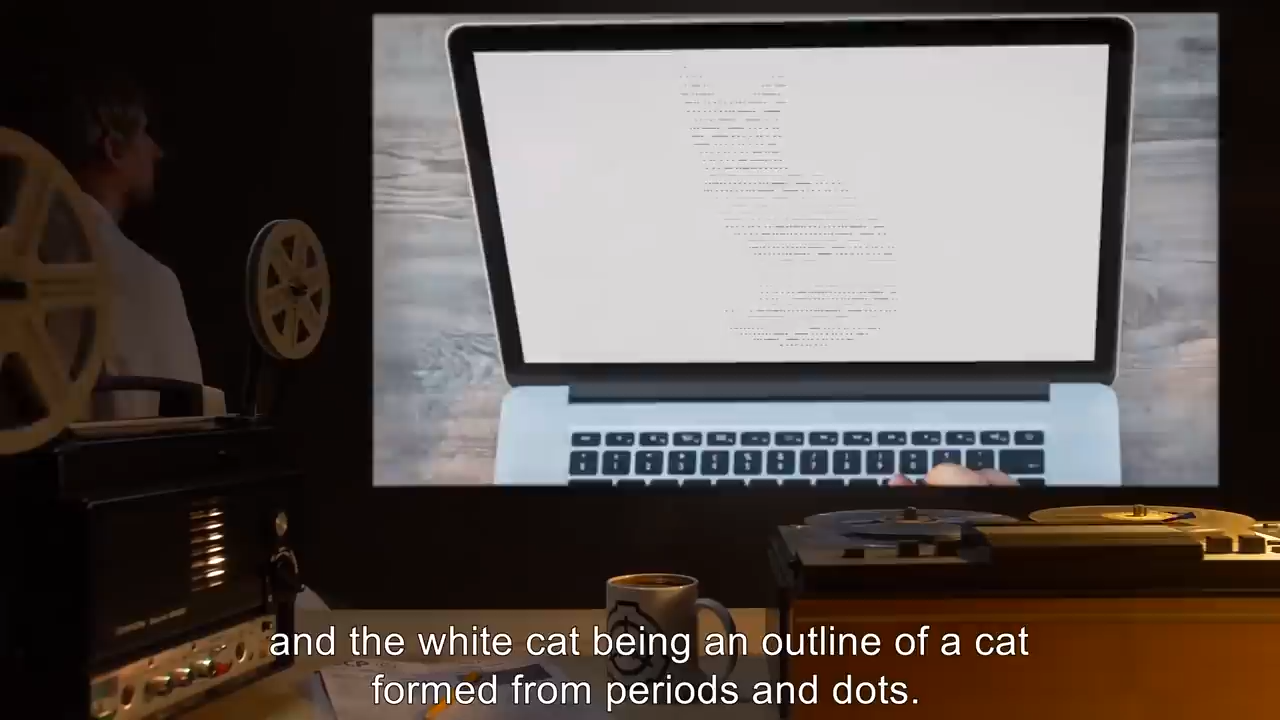 and the white cat being an outline of a cat
formed from periods and dots.